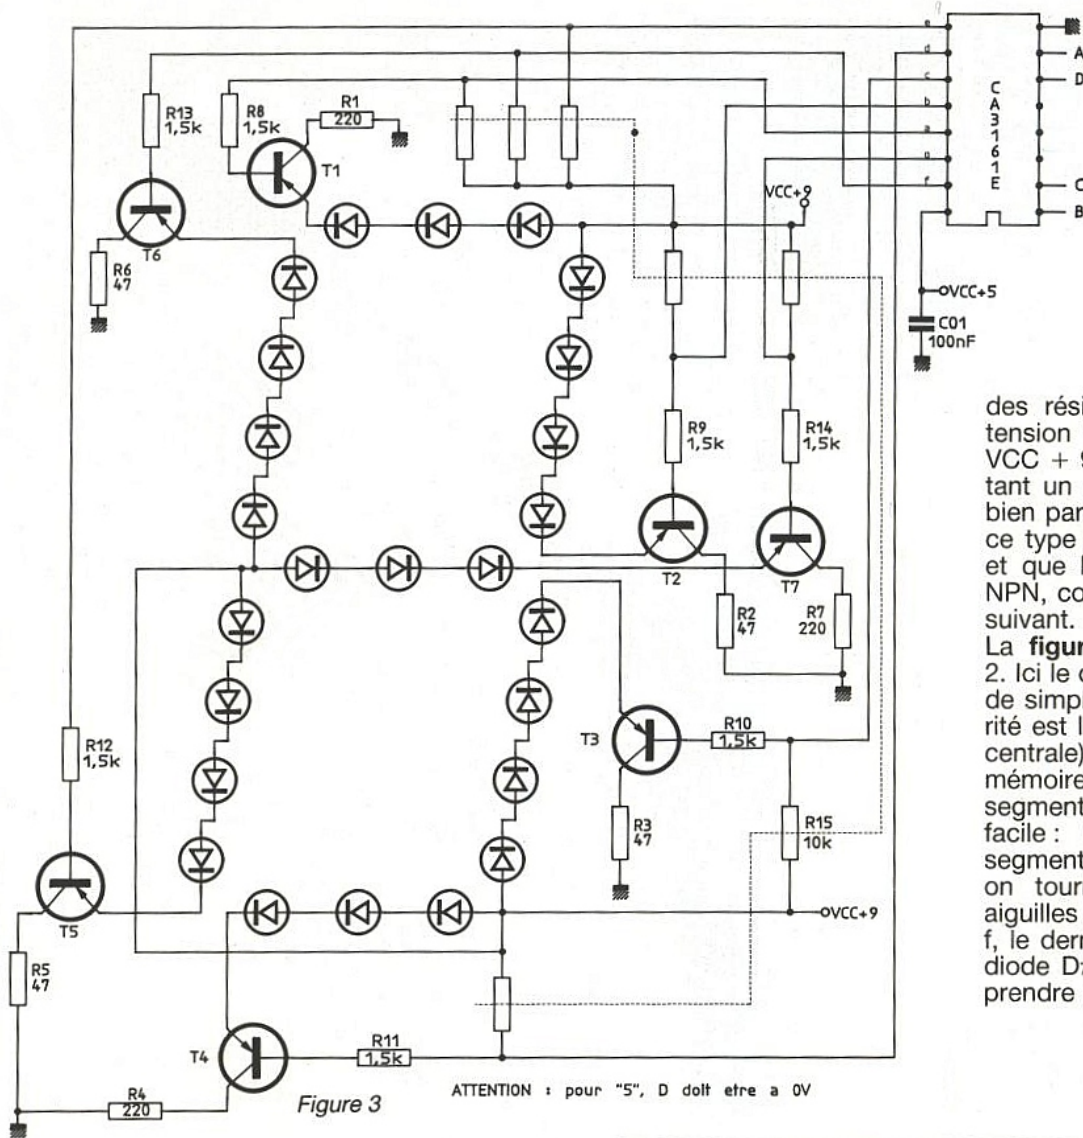 e
d
c
b
a
g
f
CA3161E
A
D
C
B
R13
1,5k
R8
1,5k
R1
220
T1
T6
R6
47
VCC+9
VCC+5
C01
100nF
R9
1,5k
R14
1,5k
T2
T7
R2
47
R7
220
R12
1,5k
T3
R10
1,5k
R3
47
R15
10k
VCC+9
T5
R5
47
T4
R11
1,5k
R4
220
Figure 3
ATTENTION : pour "5", D doit etre a 0V
des rési
tension
VCC + 9
tant un
bien par
ce type
et que l
NPN, co
suivant.
La figur
2. Ici le c
de simp
rité est l
centrale)
mémoire
segment
facile :
segment
on tour
aiguilles
f, le derr
diode D
prendre